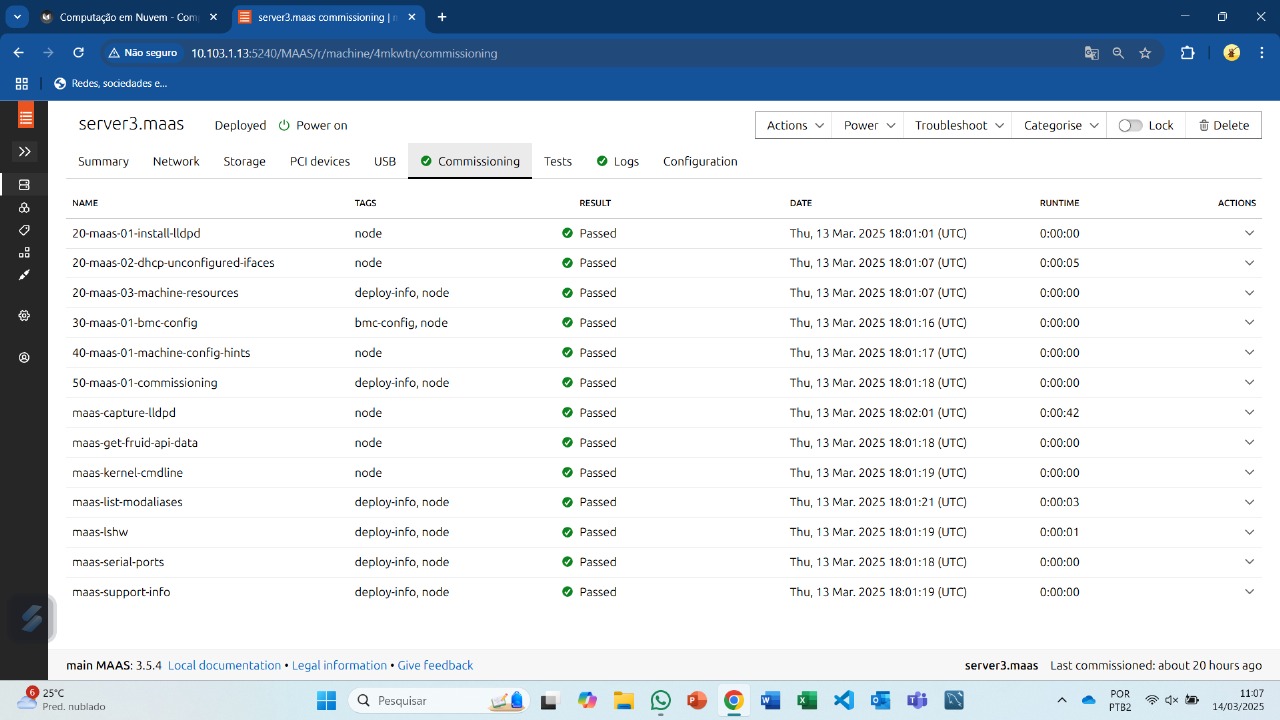 Computação em Nuvem - Com
server3.maas commissioning | m
Não seguro
10.103.1.13:5240/MAAS/r/machine/4mkwtn/commissioning
Redes, sociedades e...
server3.maas
Deployed
Power on
Actions
Power
Troubleshoot
Categorise
Lock
Delete
Summary
Network
Storage
PCI devices
USB
Commissioning
Tests
Logs
Configuration
NAME TAGS RESULT DATE RUNTIME ACTIONS
20-maas-01-install-lldpd node Passed Thu, 13 Mar. 2025 18:01:01 (UTC) 0:00:00
20-maas-02-dhcp-unconfigured-ifaces node Passed Thu, 13 Mar. 2025 18:01:07 (UTC) 0:00:05
20-maas-03-machine-resources deploy-info, node Passed Thu, 13 Mar. 2025 18:01:07 (UTC) 0:00:00
30-maas-01-bmc-config bmc-config, node Passed Thu, 13 Mar. 2025 18:01:16 (UTC) 0:00:00
40-maas-01-machine-config-hints node Passed Thu, 13 Mar. 2025 18:01:17 (UTC) 0:00:00
50-maas-01-commissioning deploy-info, node Passed Thu, 13 Mar. 2025 18:01:18 (UTC) 0:00:00
maas-capture-lldpd node Passed Thu, 13 Mar. 2025 18:02:01 (UTC) 0:00:42
maas-get-fruid-api-data node Passed Thu, 13 Mar. 2025 18:01:18 (UTC) 0:00:00
maas-kernel-cmdline node Passed Thu, 13 Mar. 2025 18:01:19 (UTC) 0:00:00
maas-list-modaliases deploy-info, node Passed Thu, 13 Mar. 2025 18:01:21 (UTC) 0:00:03
maas-lshw deploy-info, node Passed Thu, 13 Mar. 2025 18:01:19 (UTC) 0:00:01
maas-serial-ports deploy-info, node Passed Thu, 13 Mar. 2025 18:01:18 (UTC) 0:00:00
maas-support-info deploy-info, node Passed Thu, 13 Mar. 2025 18:01:19 (UTC) 0:00:00
main MAAS: 3.5.4 Local documentation • Legal information • Give feedback
server3.maas Last commissioned: about 20 hours ago
6
25°C
Pred. nublado
Pesquisar
POR
PTB2
11:07
14/03/2025